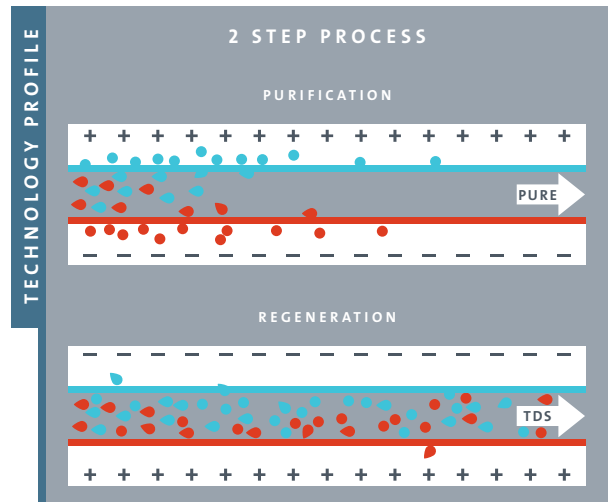 TECHNOLOGY PROFILE
2 STEP PROCESS
PURIFICATION
+ + + + + + + + + + + + + + +
PURE
− − − − − − − − − − − − − − −
REGENERATION
− − − − − − − − − − − − − − −
TDS
+ + + + + + + + + + + + + + +